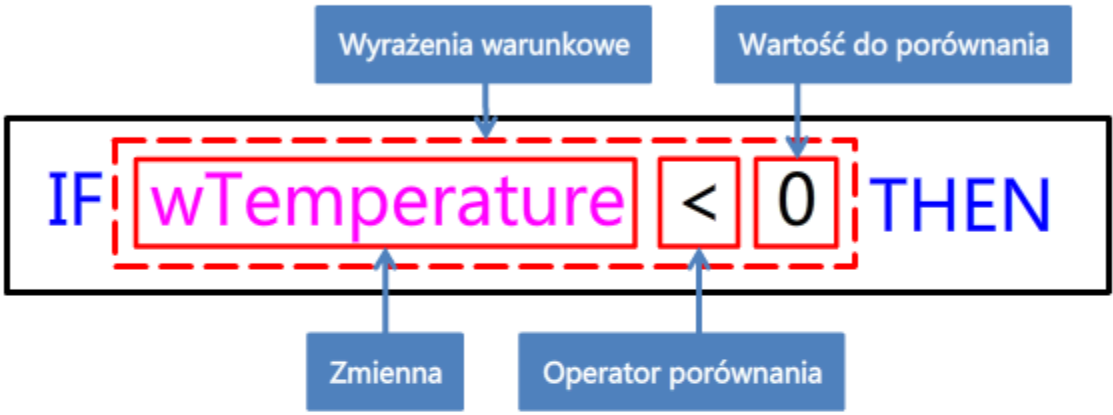 Wyrażenia warunkowe
Wartość do porównania
IF wTemperature < 0 THEN
Zmienna
Operator porównania